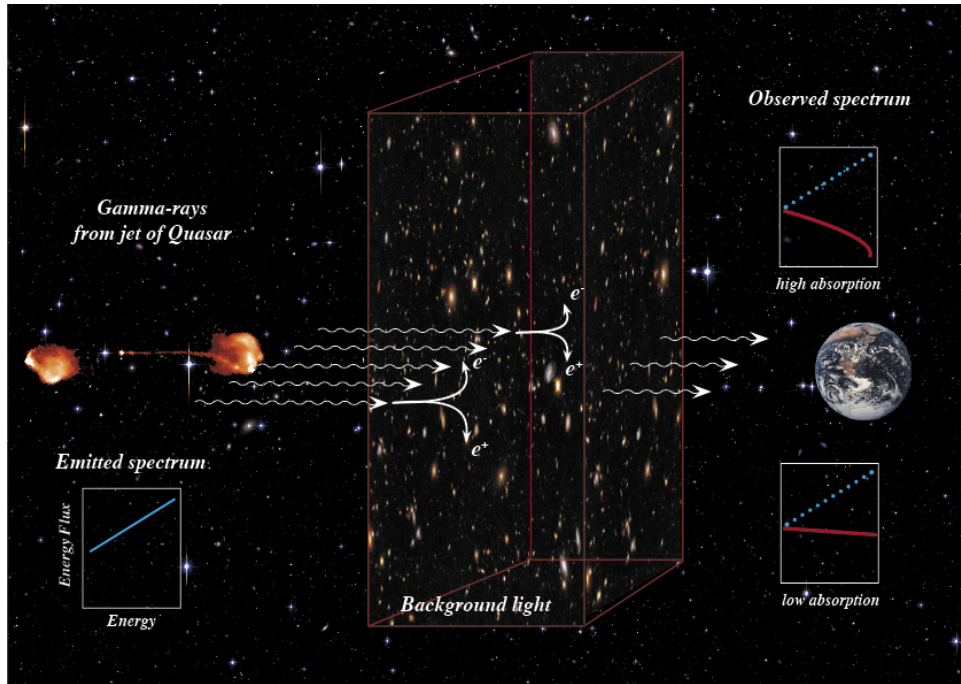 Gamma-rays
from jet of Quasar
Emitted spectrum
Energy Flux
Energy
e-
e+
e-
e+
Background light
Observed spectrum
high absorption
low absorption